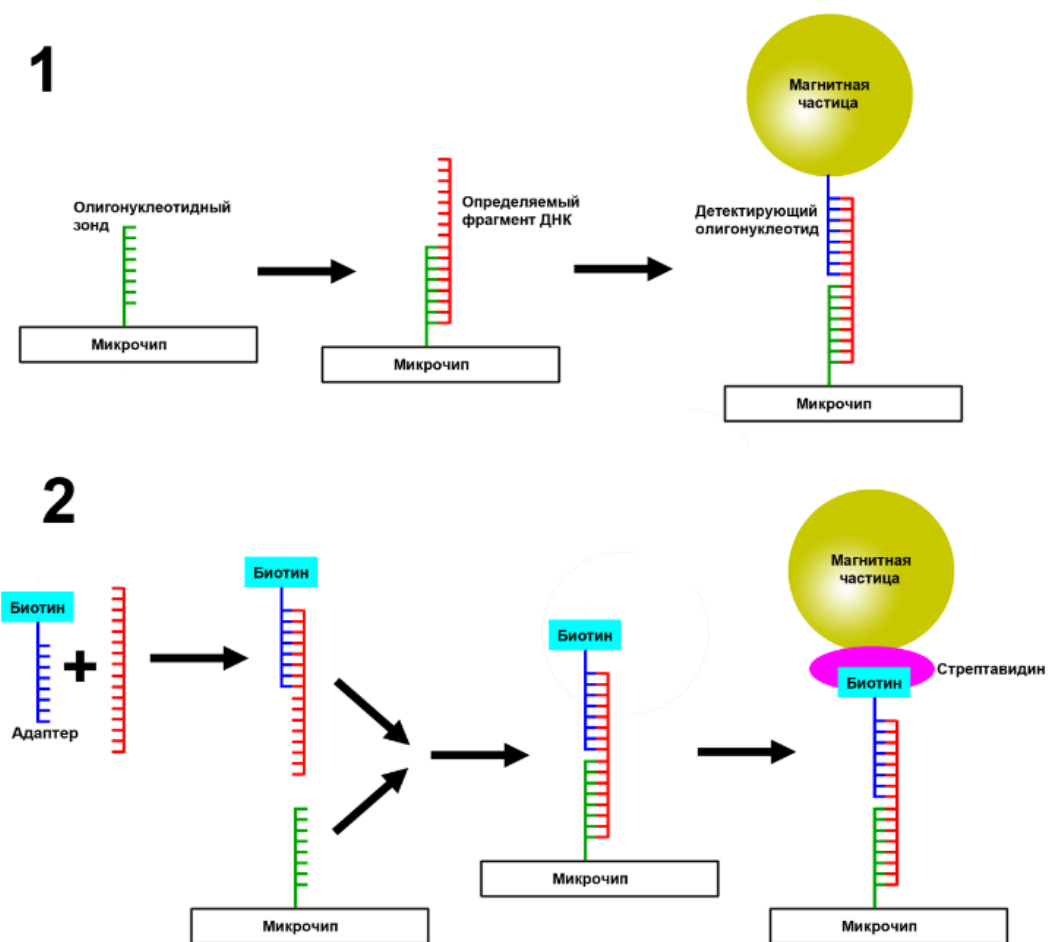 1
Олигонуклеотидный
зонд
Микрочип
Определяемый
фрагмент ДНК
Микрочип
Магнитная
частица
Детектирующий
олигонуклеотид
Микрочип
2
Биотин
+
Адаптер
Биотин
Микрочип
Биотин
Микрочип
Магнитная
частица
Стрептавидин
Биотин
Микрочип